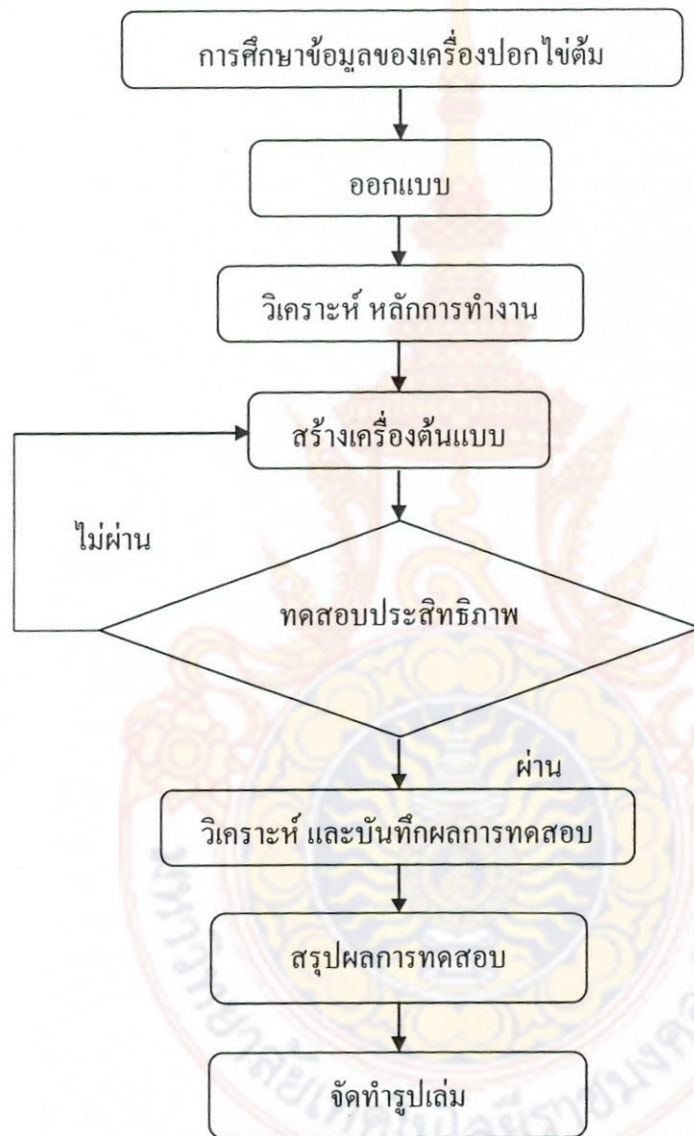 การศึกษาข้อมูลของเครื่องปอกไข่ต้ม
ออกแบบ
วิเคราะห์ หลักการทำงาน
สร้างเครื่องต้นแบบ
ไม่ผ่าน
ทดสอบประสิทธิภาพ
ผ่าน
วิเคราะห์ และบันทึกผลการทดสอบ
สรุปผลการทดสอบ
จัดทำรูปเล่ม